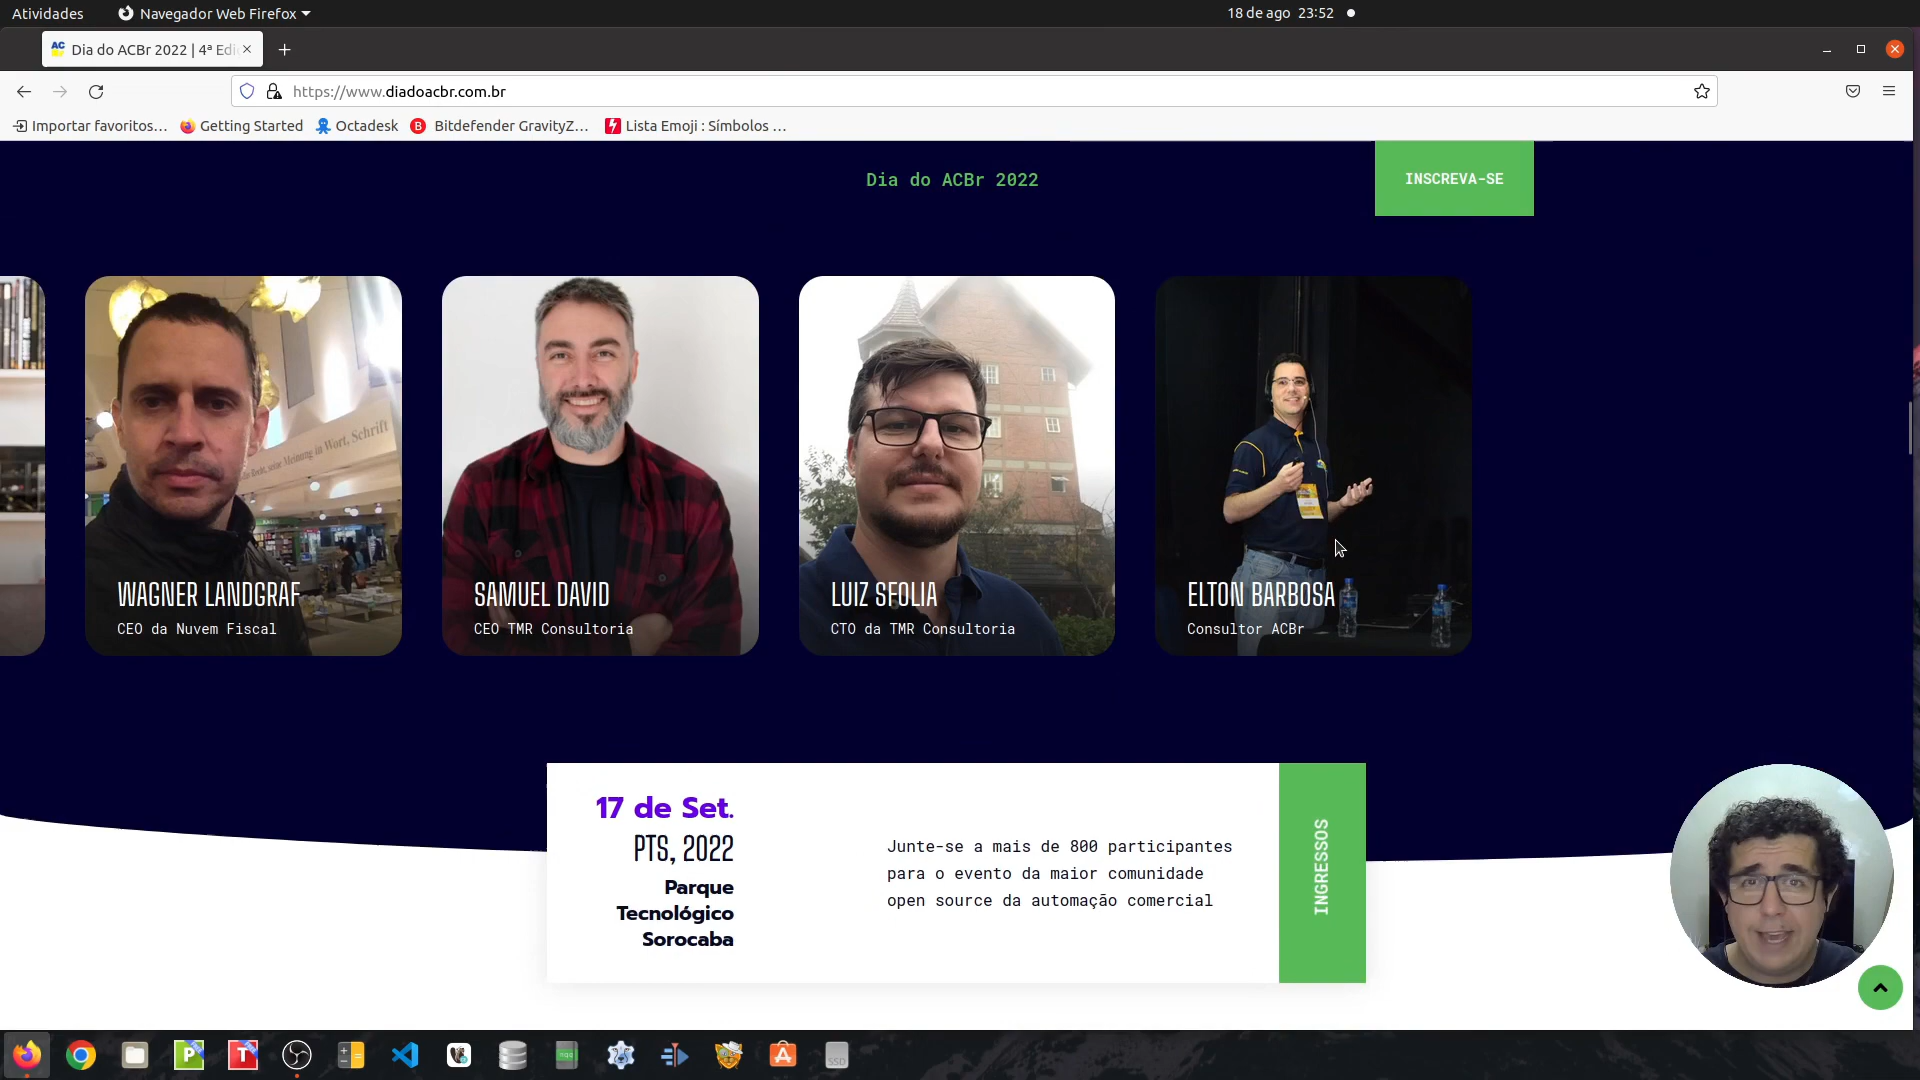 Atividades
Navegador Web Firefox
18 de ago 23:52
Dia do ACBr 2022 | 4ª Edi
https://www.diadoacbr.com.br
Importar favoritos…
Getting Started
Octadesk
Bitdefender GravityZ…
Lista Emoji : Símbolos …
Dia do ACBr 2022
INSCREVA-SE
WAGNER LANDGRAF
CEO da Nuvem Fiscal
SAMUEL DAVID
CEO TMR Consultoria
LUIZ SFOLIA
CTO da TMR Consultoria
ELTON BARBOSA
Consultor ACBr
17 de Set.
PTS, 2022
Parque
Tecnológico
Sorocaba
Junte-se a mais de 800 participantes
para o evento da maior comunidade
open source da automação comercial
INGRESSOS